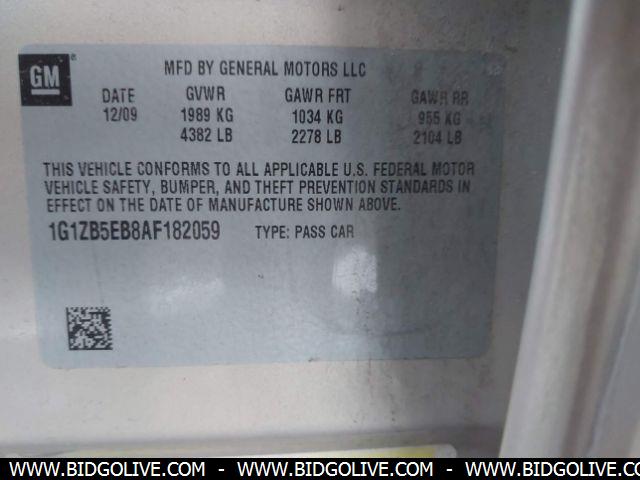 GM
MFD BY GENERAL MOTORS LLC
DATE GVWR GAWR FRT GAWR RR
12/09 1989 KG 1034 KG 955 KG
4382 LB 2278 LB 2104 LB
THIS VEHICLE CONFORMS TO ALL APPLICABLE U.S. FEDERAL MOTOR
VEHICLE SAFETY, BUMPER, AND THEFT PREVENTION STANDARDS IN
EFFECT ON THE DATE OF MANUFACTURE SHOWN ABOVE.
1G1ZB5EB8AF182059 TYPE: PASS CAR
WWW.BIDGOLIVE.COM - WWW.BIDGOLIVE.COM - WWW.BIDGOLIVE.COM